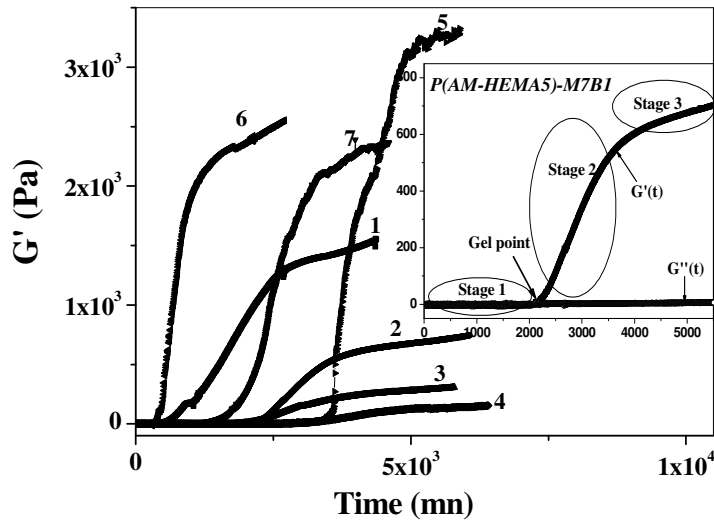 G' (Pa)
3x10³
2x10³
1x10³
0
0
5x10³
1x10⁴
Time (mn)
6
5
7
1
2
3
4
P(AM-HEMA5)-M7B1
800
600
400
200
0
0
1000
2000
3000
4000
5000
Stage 3
Stage 2
G'(t)
Gel point
Stage 1
G''(t)